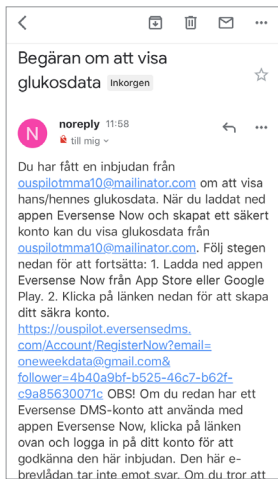 Begäran om att visa
glukosdata Inkorgen
N
noreply 11:58
till mig
Du har fått en inbjudan från
ouspilotmma10@mailinator.com om att visa
hans/hennes glukosdata. När du laddat ned
appen Eversense Now och skapat ett säkert
konto kan du visa glukosdata från
ouspilotmma10@mailinator.com. Följ stegen
nedan för att fortsätta: 1. Ladda ned appen
Eversense Now från App Store eller Google
Play. 2. Klicka på länken nedan för att skapa
ditt säkra konto.
https://ouspilot.eversensedms.
com/Account/RegisterNow?email=
oneweekdata@gmail.com&
follower=4b40a9bf-b525-46c7-b62f-
c9a85630071c OBS! Om du redan har ett
Eversense DMS-konto att använda med
appen Eversense Now, klicka på länken
ovan och logga in på ditt konto för att
godkänna den här inbjudan. Den här e-
brevlådan tar inte emot svar. Om du tror att